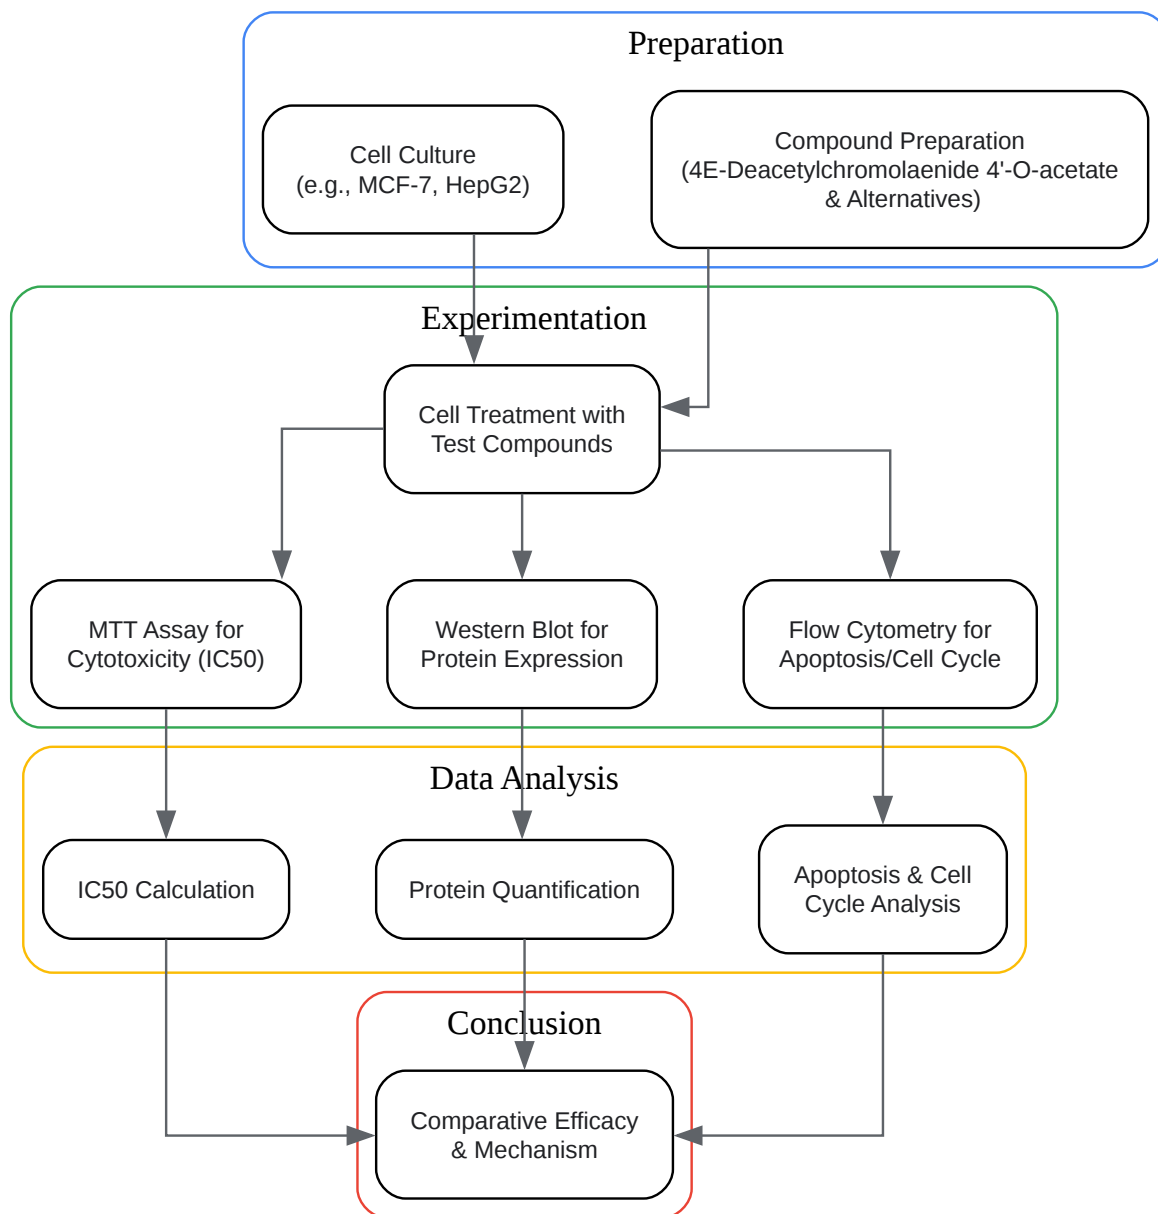 Preparation
Cell Culture
(e.g., MCF-7, HepG2)
Compound Preparation
(4E-Deacetylchromolaenide 4'-O-acetate
& Alternatives)
Experimentation
Cell Treatment with
Test Compounds
MTT Assay for
Cytotoxicity (IC50)
Western Blot for
Protein Expression
Flow Cytometry for
Apoptosis/Cell Cycle
Data Analysis
IC50 Calculation
Protein Quantification
Apoptosis & Cell
Cycle Analysis
Conclusion
Comparative Efficacy
& Mechanism